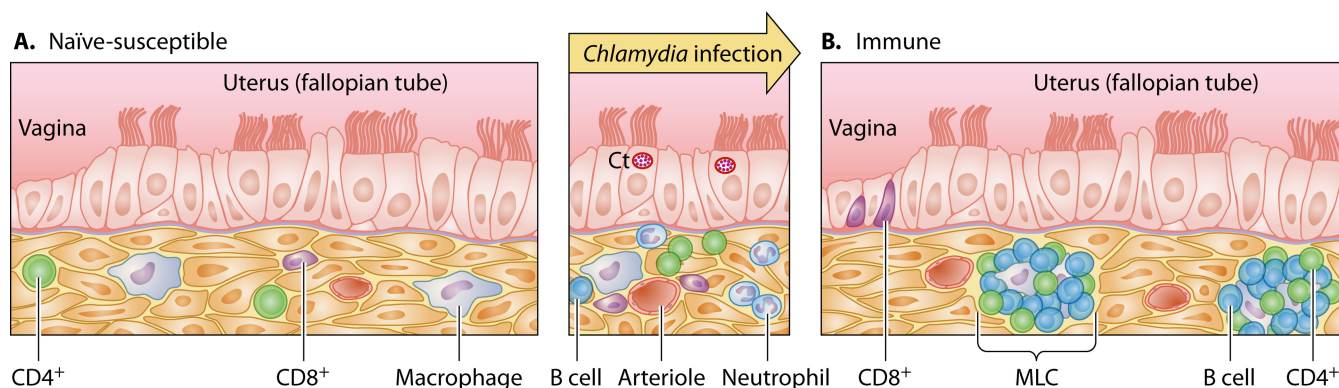 A. Naïve-susceptible
Chlamydia infection
B. Immune
Uterus (fallopian tube)
Vagina
Ct
Uterus (fallopian tube)
Vagina
CD4⁺
CD8⁺
Macrophage
B cell
Arteriole
Neutrophil
CD8⁺
MLC
B cell
CD4⁺